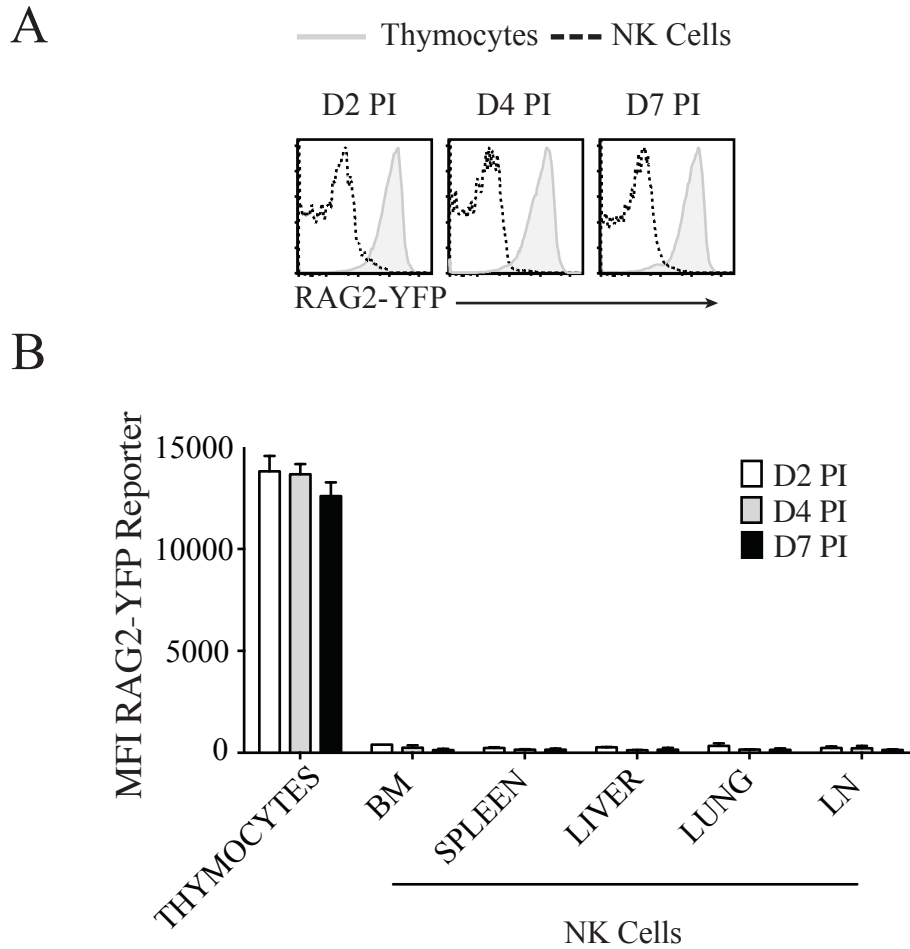 A
Thymocytes NK Cells
D2 PI D4 PI D7 PI
RAG2-YFP
B
MFI RAG2-YFP Reporter
15000
10000
5000
0
D2 PI
D4 PI
D7 PI
THYMOCYTES
BM
SPLEEN
LIVER
LUNG
LN
NK Cells